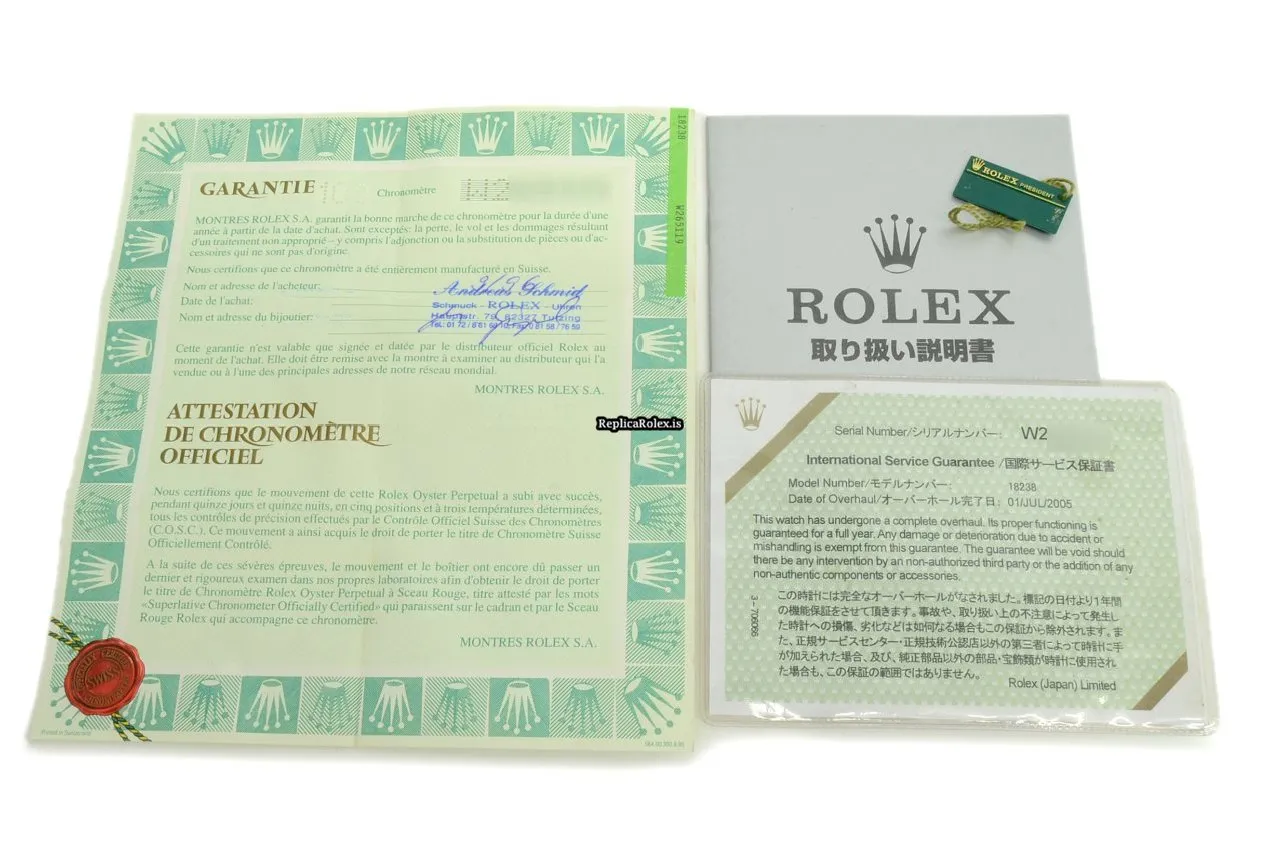 GARANTIE
Chronomètre
MONTRES ROLEX S.A. garantit la bonne marche de ce chronomètre pour la durée d'une
année à partir de la date d'achat. Sont exceptés: la perte, le vol et les dommages résultant
d'un traitement non approprié – y compris l'adjonction ou la substitution de pièces ou d'ac-
cessoires qui ne sont pas d'origine.
Nous certifions que ce chronomètre a été entièrement manufacturé en Suisse.
Nom et adresse de l'acheteur:
Date de l'achat:
Nom et adresse du bijoutier:
Andreas Schmid
Schmuck - ROLEX - Uhren
Hauptstr. 79, 82327 Tutzing
Cette garantie n'est valable que signée et datée par le distributeur officiel Rolex au
moment de l'achat. Elle doit être remise avec la montre à examiner au distributeur qui l'a
vendue ou à l'une des principales adresses de notre réseau mondial.
MONTRES ROLEX S.A.
ATTESTATION
DE CHRONOMÈTRE
OFFICIEL
Nous certifions que le mouvement de cette Rolex Oyster Perpetual a subi avec succès,
pendant quinze jours et quinze nuits, en cinq positions et à trois températures déterminées,
tous les contrôles de précision effectués par le Contrôle Officiel Suisse des Chronomètres
(C.O.S.C.). Ce mouvement a ainsi acquis le droit de porter le titre de Chronomètre Suisse
Officiellement Contrôlé.
A la suite de ces sévères épreuves, le mouvement et le boîtier ont encore dû passer un
dernier et rigoureux examen dans nos propres laboratoires afin d'obtenir le droit de porter
le titre de Chronomètre Rolex Oyster Perpetual à Sceau Rouge, titre attesté par les mots
«Superlative Chronometer Officially Certified» qui paraissent sur le cadran et par le Sceau
Rouge Rolex qui accompagne ce chronomètre.
MONTRES ROLEX S.A.
Printed in Switzerland
SWISS
18238
W265119
ReplicaRolex.is
ROLEX
取り扱い説明書
ROLEX PRESIDENT
Serial Number/シリアルナンバー: W2
International Service Guarantee /国際サービス保証書
Model Number/モデルナンバー: 18238
Date of Overhaul/オーバーホール完了日: 01/JUL/2005
This watch has undergone a complete overhaul. Its proper functioning is
guaranteed for a full year. Any damage or deterioration due to accident or
mishandling is exempt from this guarantee. The guarantee will be void should
there be any intervention by an non-authorized third party or the addition of any
non-authentic components or accessories.
この時計には完全なオーバーホールがなされました。標記の日付より1年間
の機能保証をさせて頂きます。事故や、取り扱い上の不注意によって発生し
た時計への損傷、劣化などは如何なる場合もこの保証から除外されます。ま
た、正規サービスセンター・正規技術公認店以外の第三者によって時計に手
が加えられた場合、及び、純正部品以外の部品・宝飾類が時計に使用され
た場合も、この保証の範囲ではありません。
3-706066
Rolex (Japan) Limited